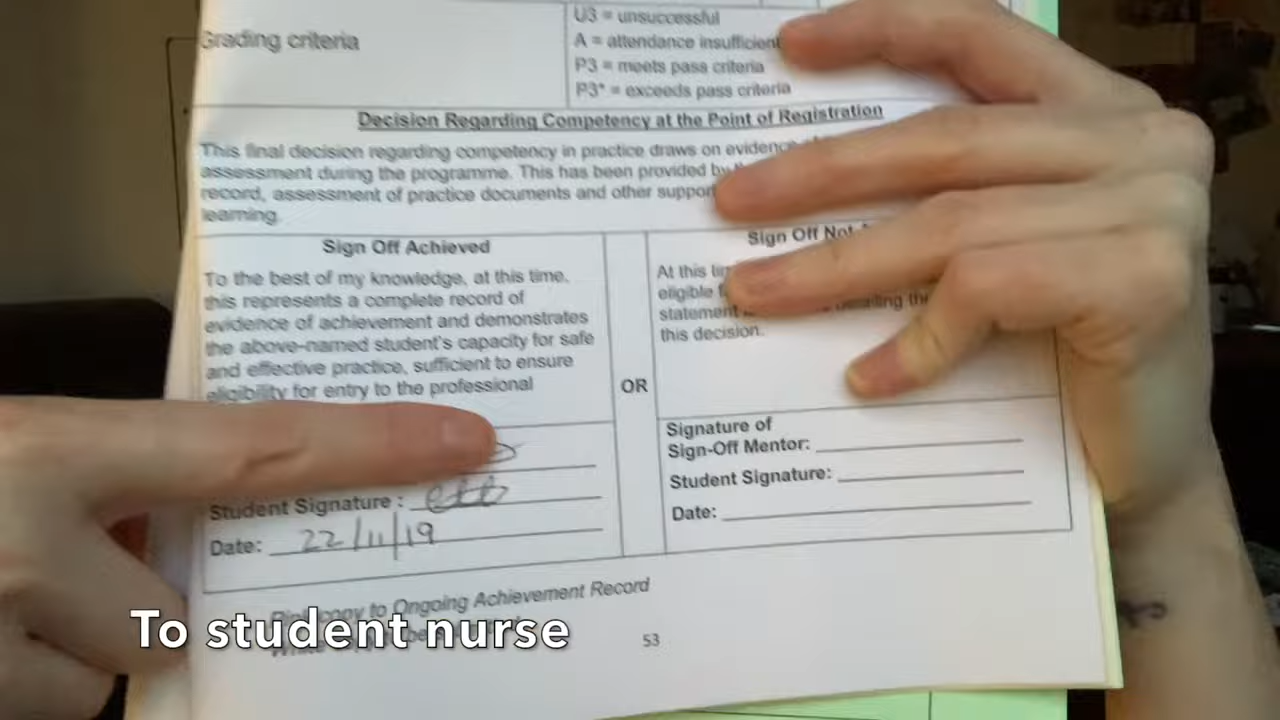 Grading criteria
U3 = unsuccessful
A = attendance insufficient
P3 = meets pass criteria
P3* = exceeds pass criteria
Decision Regarding Competency at the Point of Registration
This final decision regarding competency in practice draws on evidence
assessment during the programme. This has been provided by
record, assessment of practice documents and other
learning.
Sign Off Achieved
To the best of my knowledge, at this time,
this represents a complete record of
evidence of achievement and demonstrates
the above-named student's capacity for safe
and effective practice, sufficient to ensure
eligibility for entry to the professional
Student Signature :
Date: 22/11/19
OR
Sign Off Not
At this
eligible
statement detailing
this decision.
Signature of
Sign-Off Mentor:
Student Signature:
Date:
copy to Ongoing Achievement Record
To student nurse
53